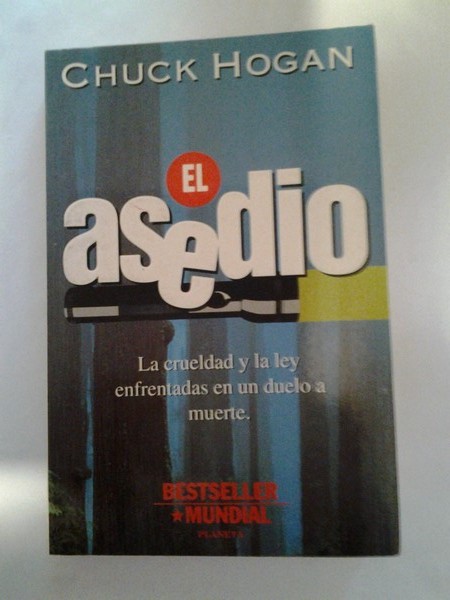 CHUCK HOGAN
EL
asedio
La crueldad y la ley
enfrentadas en un duelo a
muerte.
BESTSELLER
★MUNDIAL
PLANETA